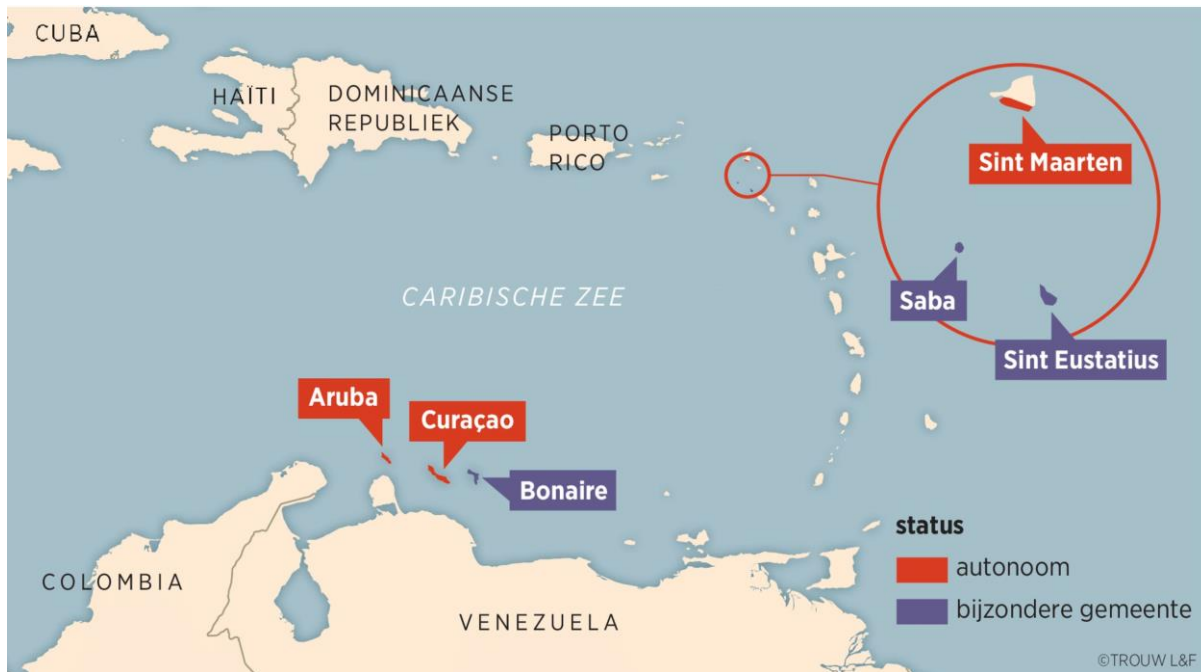 CUBA
HAÏTI
DOMINICAANSE
REPUBLIEK
PORTO
RICO
Sint Maarten
Saba
Sint Eustatius
CARIBISCHE ZEE
Aruba
Curaçao
Bonaire
COLOMBIA
VENEZUELA
status
autonoom
bijzondere gemeente
©TROUW L&F